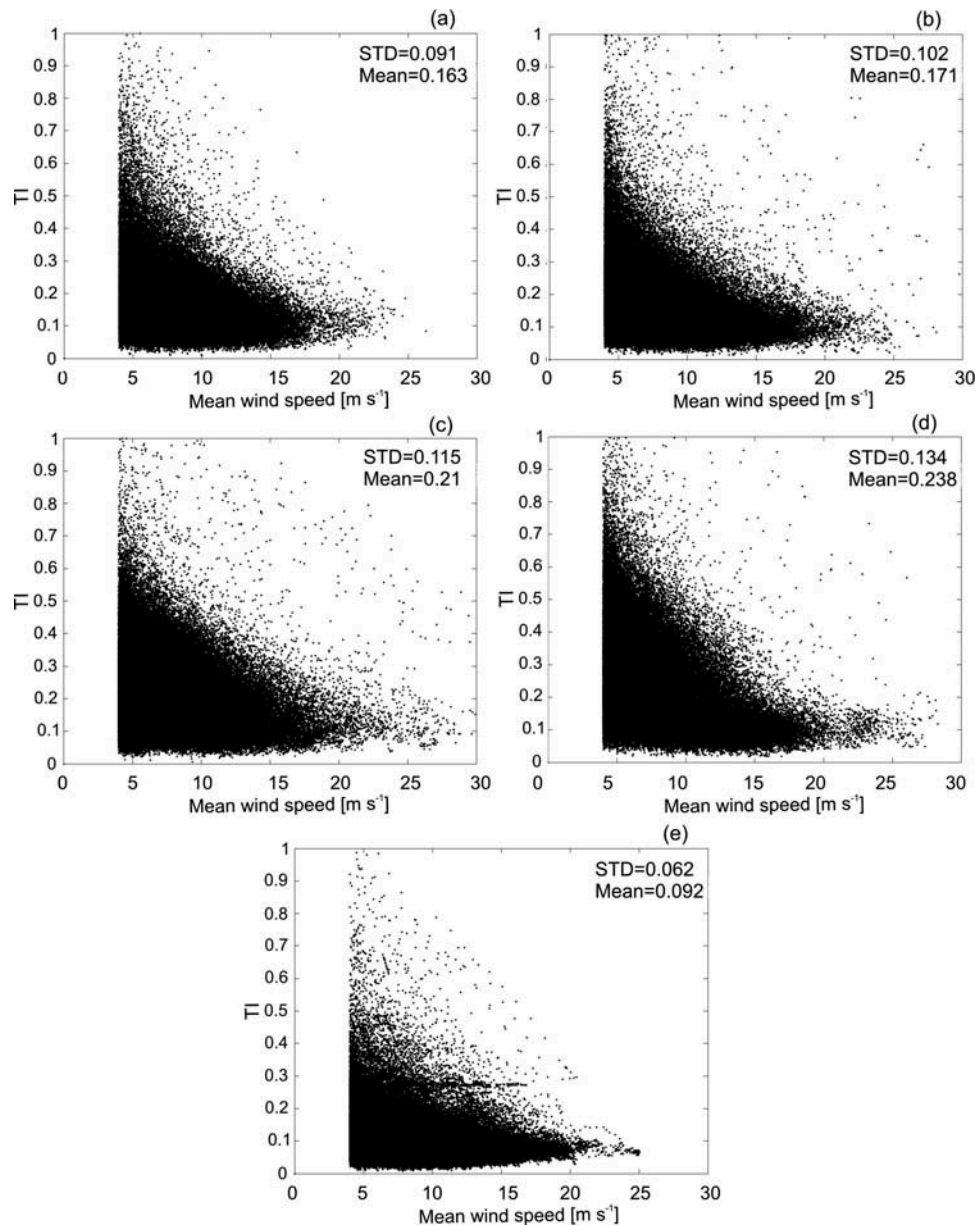 (a)
STD=0.091
Mean=0.163
1
0.9
0.8
0.7
0.6
0.5
0.4
0.3
0.2
0.1
0
TI
0 5 10 15 20 25 30
Mean wind speed [m s⁻¹]
(b)
STD=0.102
Mean=0.171
1
0.9
0.8
0.7
0.6
0.5
0.4
0.3
0.2
0.1
0
TI
0 5 10 15 20 25 30
Mean wind speed [m s⁻¹]
(c)
STD=0.115
Mean=0.21
1
0.9
0.8
0.7
0.6
0.5
0.4
0.3
0.2
0.1
0
TI
0 5 10 15 20 25 30
Mean wind speed [m s⁻¹]
(d)
STD=0.134
Mean=0.238
1
0.9
0.8
0.7
0.6
0.5
0.4
0.3
0.2
0.1
0
TI
0 5 10 15 20 25 30
Mean wind speed [m s⁻¹]
(e)
STD=0.062
Mean=0.092
1
0.9
0.8
0.7
0.6
0.5
0.4
0.3
0.2
0.1
0
TI
0 5 10 15 20 25 30
Mean wind speed [m s⁻¹]